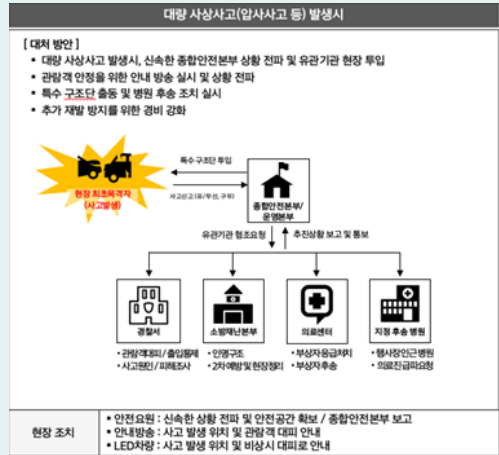 대량 사상사고(압사사고 등) 발생시
[ 대처 방안 ]
▪ 대량 사상사고 발생시, 신속한 종합안전본부 상황 전파 및 유관기관 현장 투입
▪ 관람객 안정을 위한 안내 방송 실시 및 상황 전파
▪ 특수 구조단 출동 및 병원 후송 조치 실시
▪ 추가 재발 방지를 위한 경비 강화
특수 구조단 투입
현장 최초목격자
(사고발생)
사고신고 (유/무선, 구두)
종합안전본부/
운영본부
유관기관 협조요청
추진상황 보고 및 통보
경찰서
소방재난본부
의료센터
지정 후송 병원
• 관람객대피 / 출입통제
• 사고원인 / 피해조사
• 인명구조
• 2차예방 및 현장정리
• 부상자 응급처치
• 부상자 후송
• 행사장 인근 병원
• 의료진 급파요청
현장 조치
▪ 안전요원 : 신속한 상황 전파 및 안전공간 확보 / 종합안전본부 보고
▪ 안내방송 : 사고 발생 위치 및 관람객 대피 안내
▪ LED차량 : 사고 발생 위치 및 비상시 대피로 안내